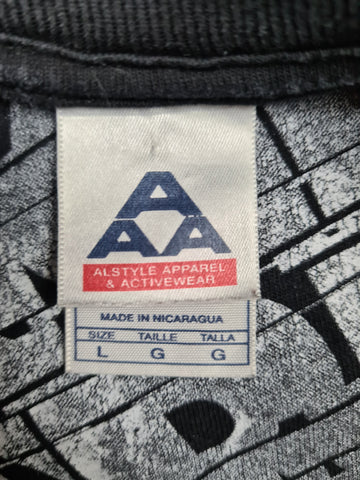 A
A A
ALSTYLE APPAREL
& ACTIVEWEAR
MADE IN NICARAGUA
SIZE TAILLE TALLA
L G G